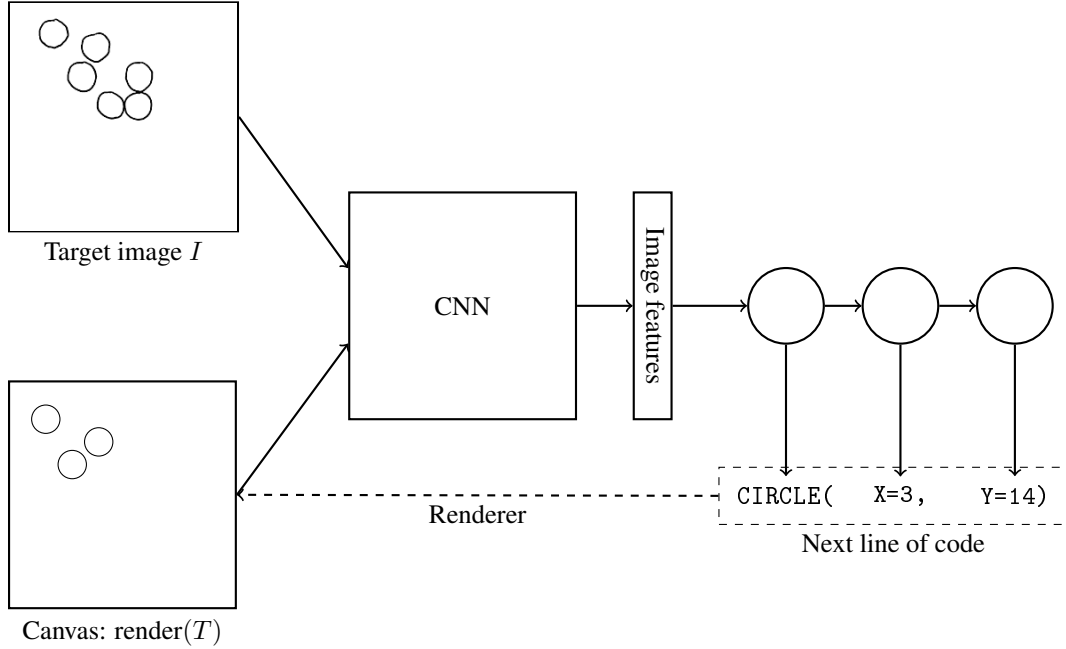 Target image I
CNN
Image features
CIRCLE( X=3, Y=14)
Renderer
Next line of code
Canvas: render(T)